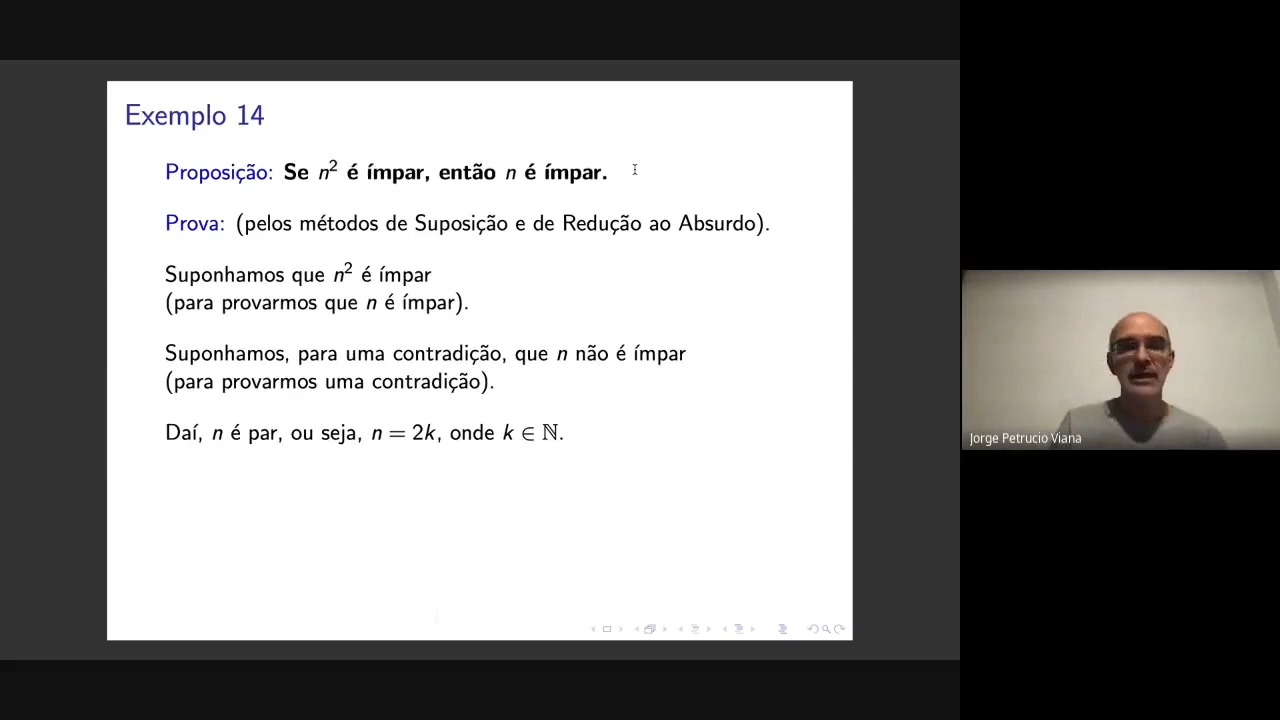 Exemplo 14
Proposição: Se n² é ímpar, então n é ímpar.
Prova: (pelos métodos de Suposição e de Redução ao Absurdo).
Suponhamos que n² é ímpar
(para provarmos que n é ímpar).
Suponhamos, para uma contradição, que n não é ímpar
(para provarmos uma contradição).
Daí, n é par, ou seja, n = 2k, onde k ∈ ℕ.
Jorge Petrucio Viana